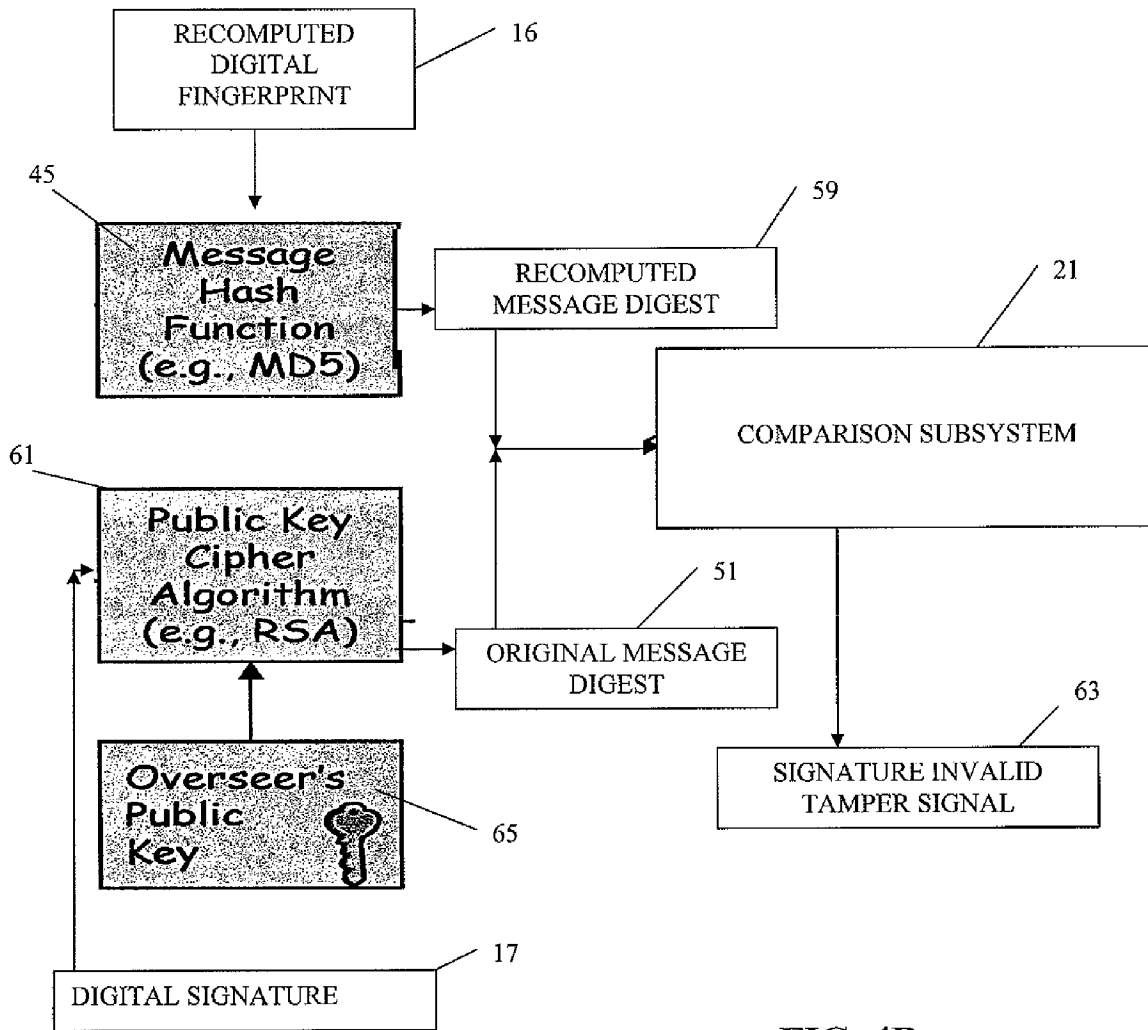 RECOMPUTED
DIGITAL
FINGERPRINT
16
45
Message
Hash
Function
(e.g., MD5)
59
RECOMPUTED
MESSAGE DIGEST
21
COMPARISON SUBSYSTEM
61
Public Key
Cipher
Algorithm
(e.g., RSA)
51
ORIGINAL MESSAGE
DIGEST
63
SIGNATURE INVALID
TAMPER SIGNAL
Overseer's
Public
Key
65
17
DIGITAL SIGNATURE
FIG. 4B